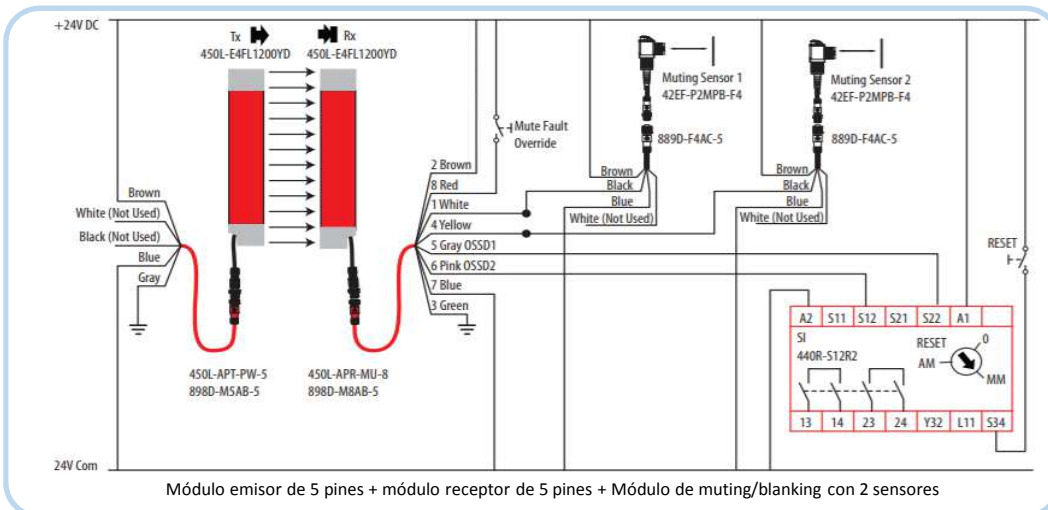 +24V DC
Tx
Rx
450L-E4FL1200YD
450L-E4FL1200YD
Muting Sensor 1
42EF-P2MPB-F4
Muting Sensor 2
42EF-P2MPB-F4
Mute Fault
Override
889D-F4AC-5
889D-F4AC-5
Brown
White (Not Used)
Black (Not Used)
Blue
Gray
2 Brown
8 Red
1 White
4 Yellow
5 Gray OSSD1
6 Pink OSSD2
7 Blue
3 Green
Brown
Black
Blue
White (Not Used)
Brown
Black
Blue
White (Not Used)
RESET
450L-APT-PW-5
898D-M5AB-5
450L-APR-MU-8
898D-M8AB-5
A2 S11 S12 S21 S22 A1
SI
440R-S12R2
RESET
0
AM
MM
13 14 23 24 Y32 L11 S34
24V Com
Módulo emisor de 5 pines + módulo receptor de 5 pines + Módulo de muting/blanking con 2 sensores